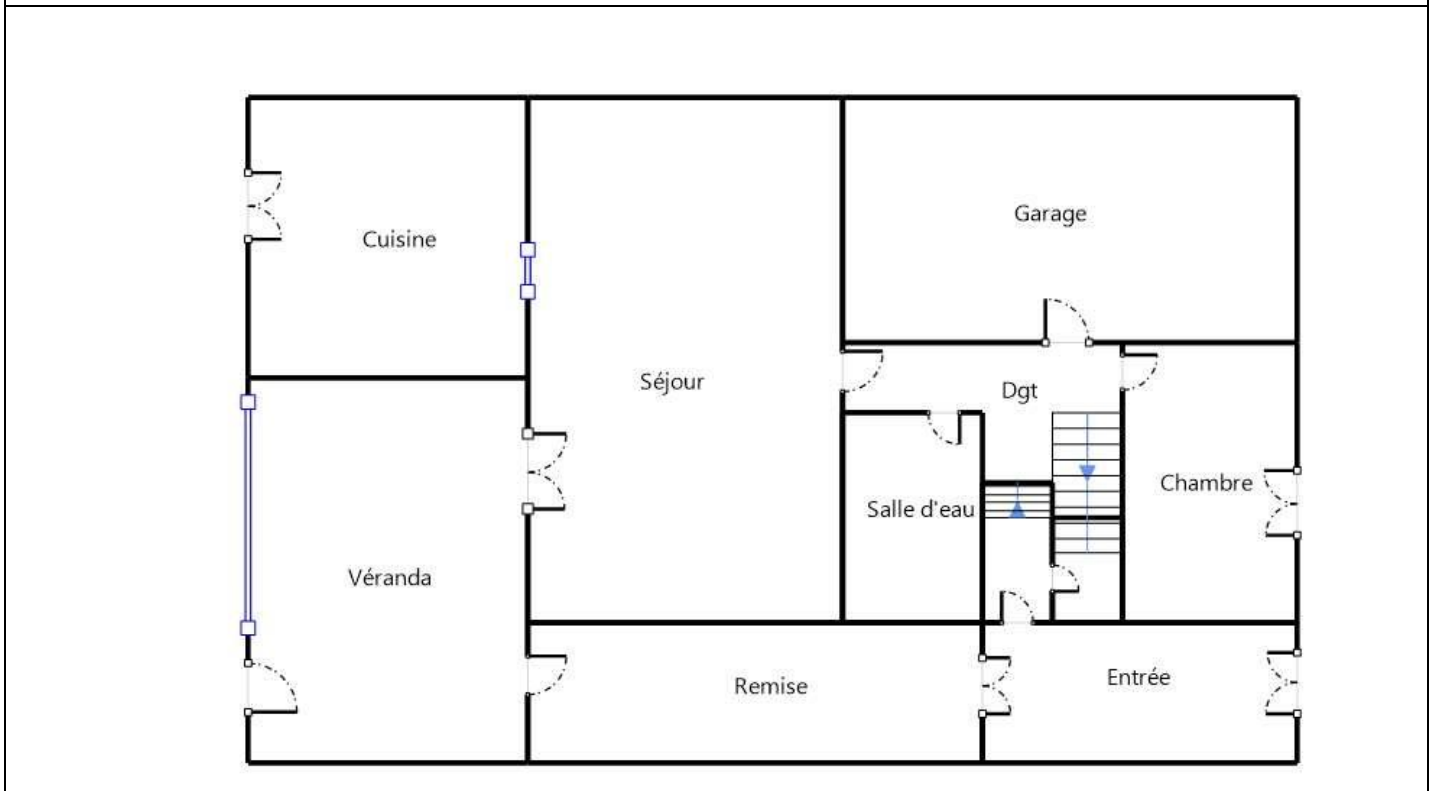 Garage
Cuisine
Séjour
Dgt
Chambre
Salle d'eau
Véranda
Entrée
Remise